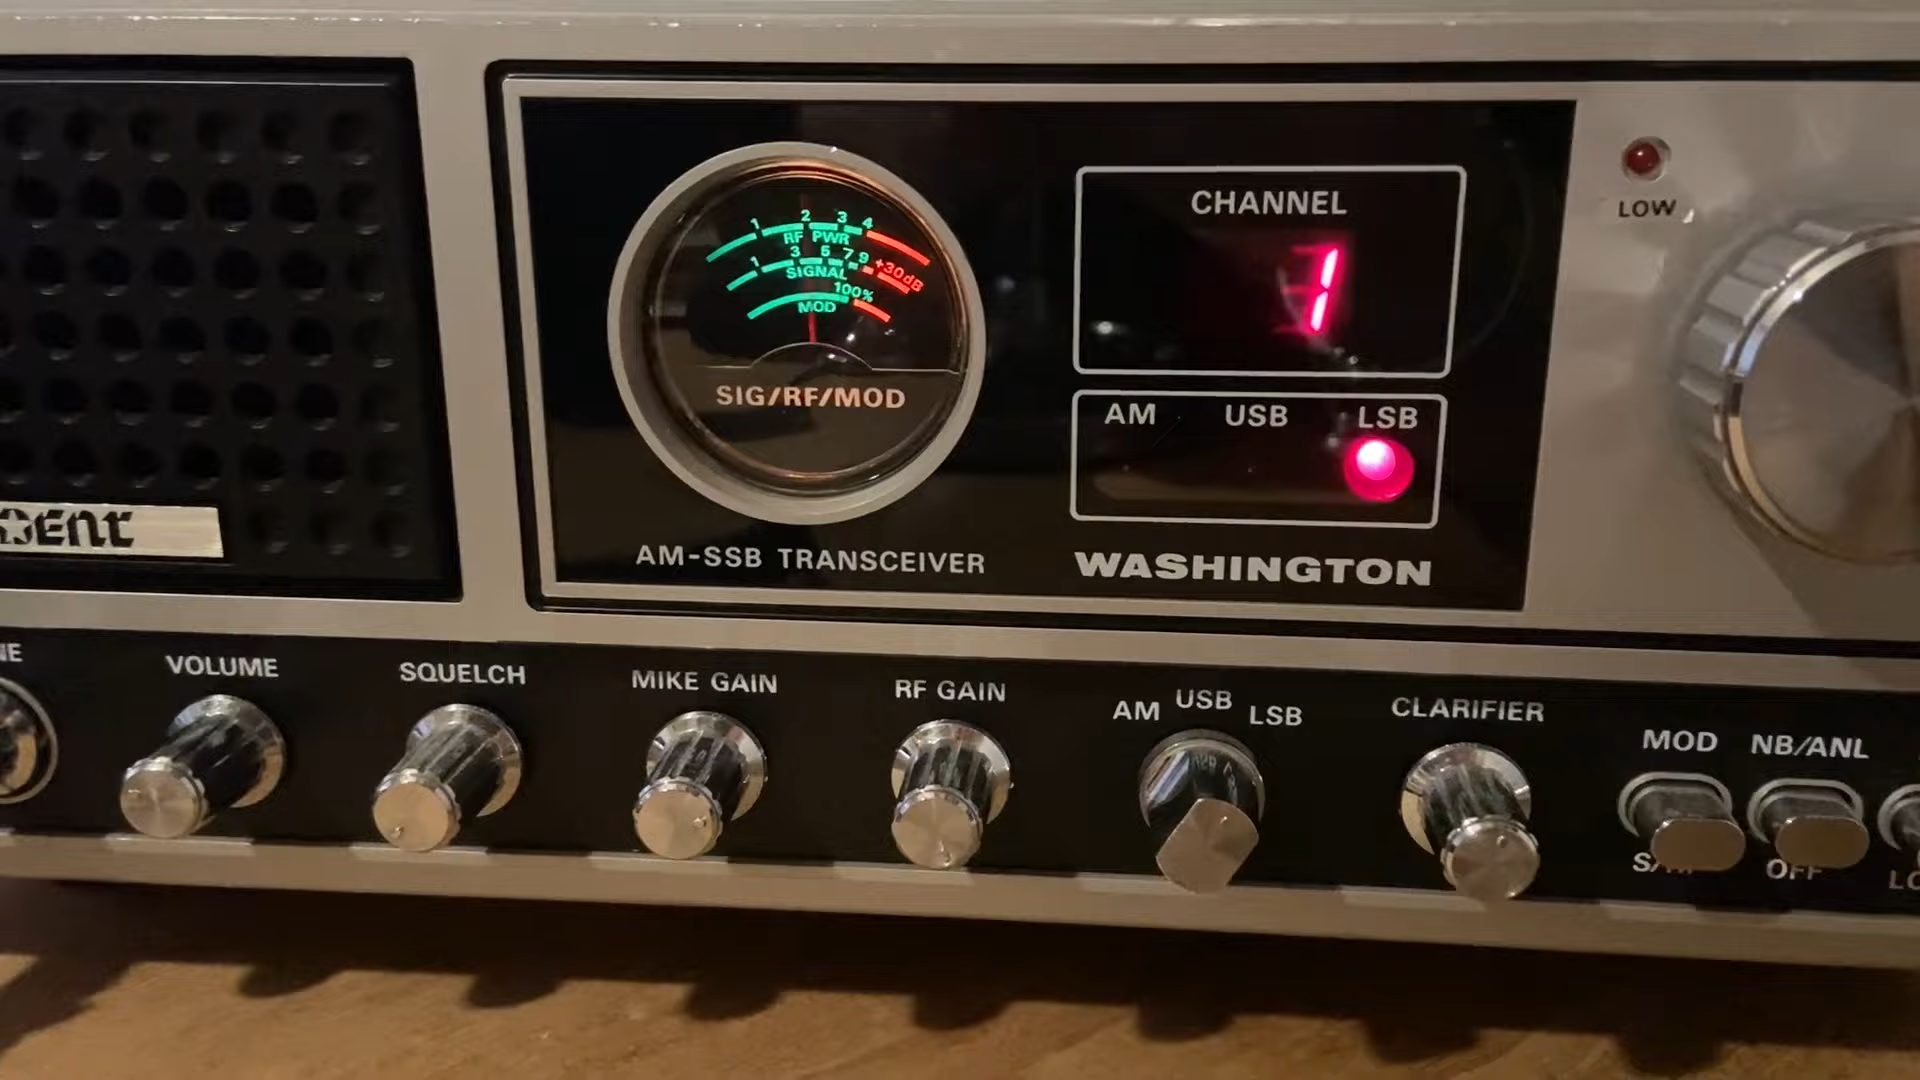 CHANNEL
LOW
1 2 3 4
RF PWR
1 3 5 7 9 +30dB
SIGNAL
100%
MOD
1
SIG/RF/MOD
AM USB LSB
AM-SSB TRANSCEIVER
WASHINGTON
VOLUME
SQUELCH
MIKE GAIN
RF GAIN
AM USB LSB
CLARIFIER
MOD
NB/ANL
OFF